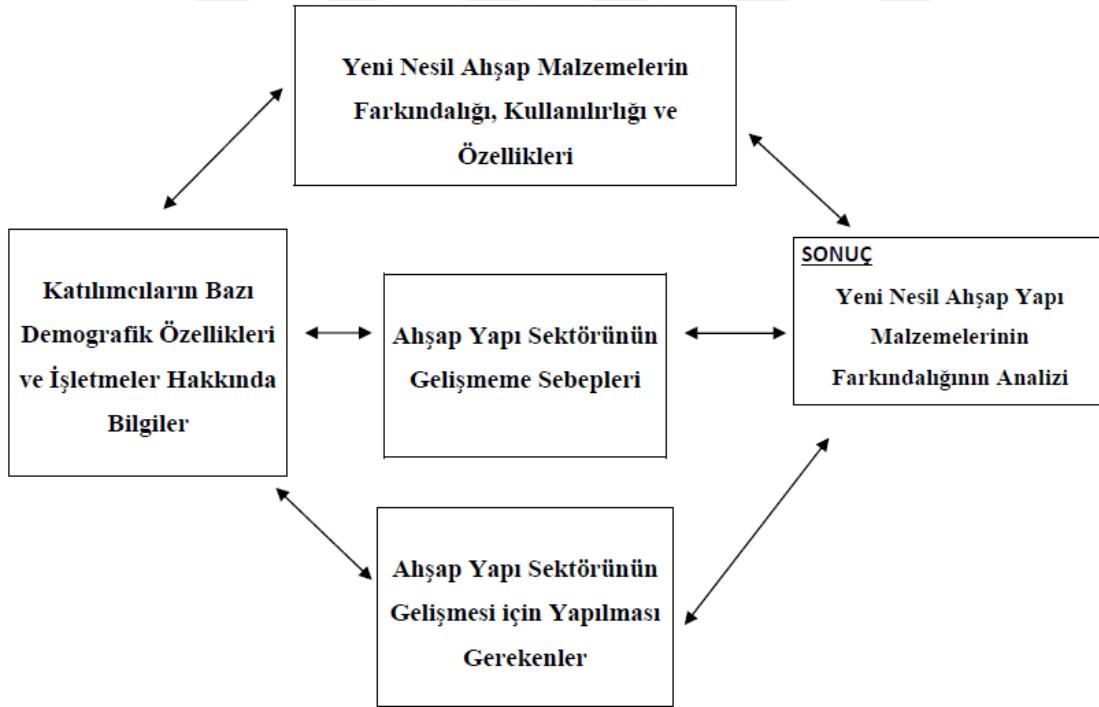 Yeni Nesil Ahşap Malzemelerin
Farkındalığı, Kullanılırlığı ve
Özellikleri
Katılımcıların Bazı
Demografik Özellikleri
ve İşletmeler Hakkında
Bilgiler
Ahşap Yapı Sektörünün
Gelişmeme Sebepleri
SONUÇ
Yeni Nesil Ahşap Yapı
Malzemelerinin
Farkındalığının Analizi
Ahşap Yapı Sektörünün
Gelişmesi için Yapılması
Gerekenler